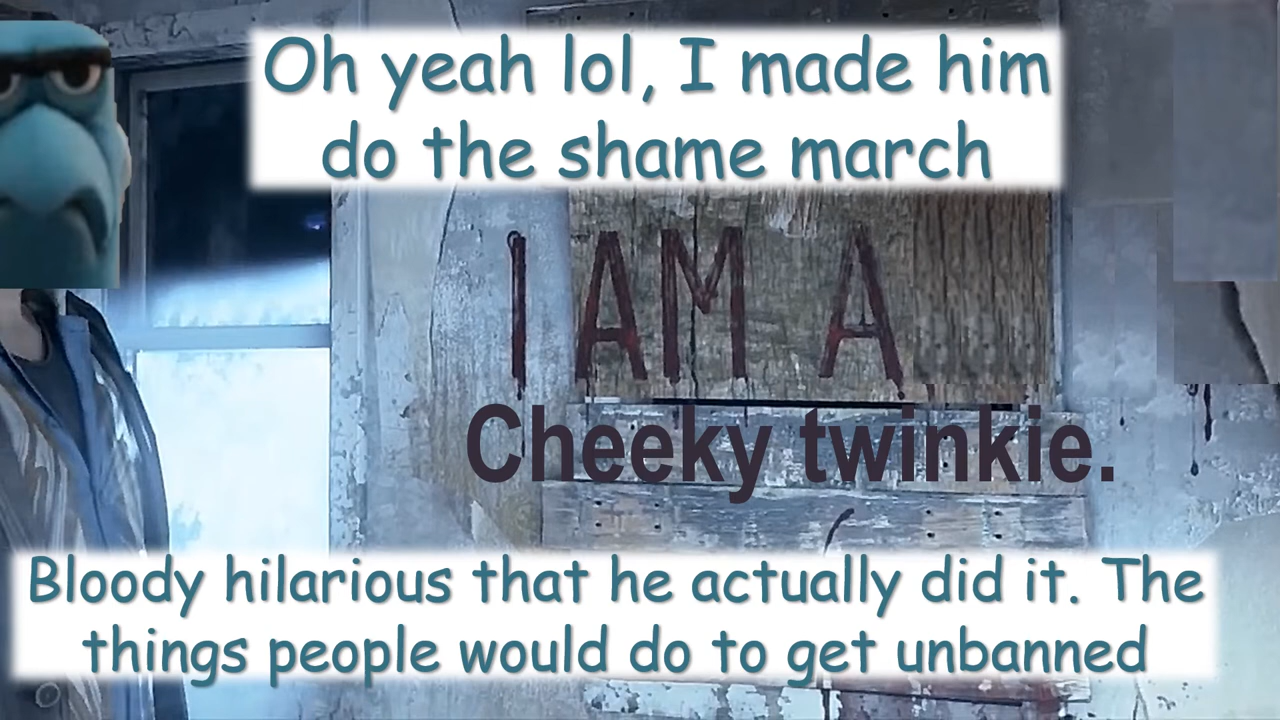 Oh yeah lol, I made him
do the shame march
I AM A
Cheeky twinkie.
Bloody hilarious that he actually did it. The
things people would do to get unbanned